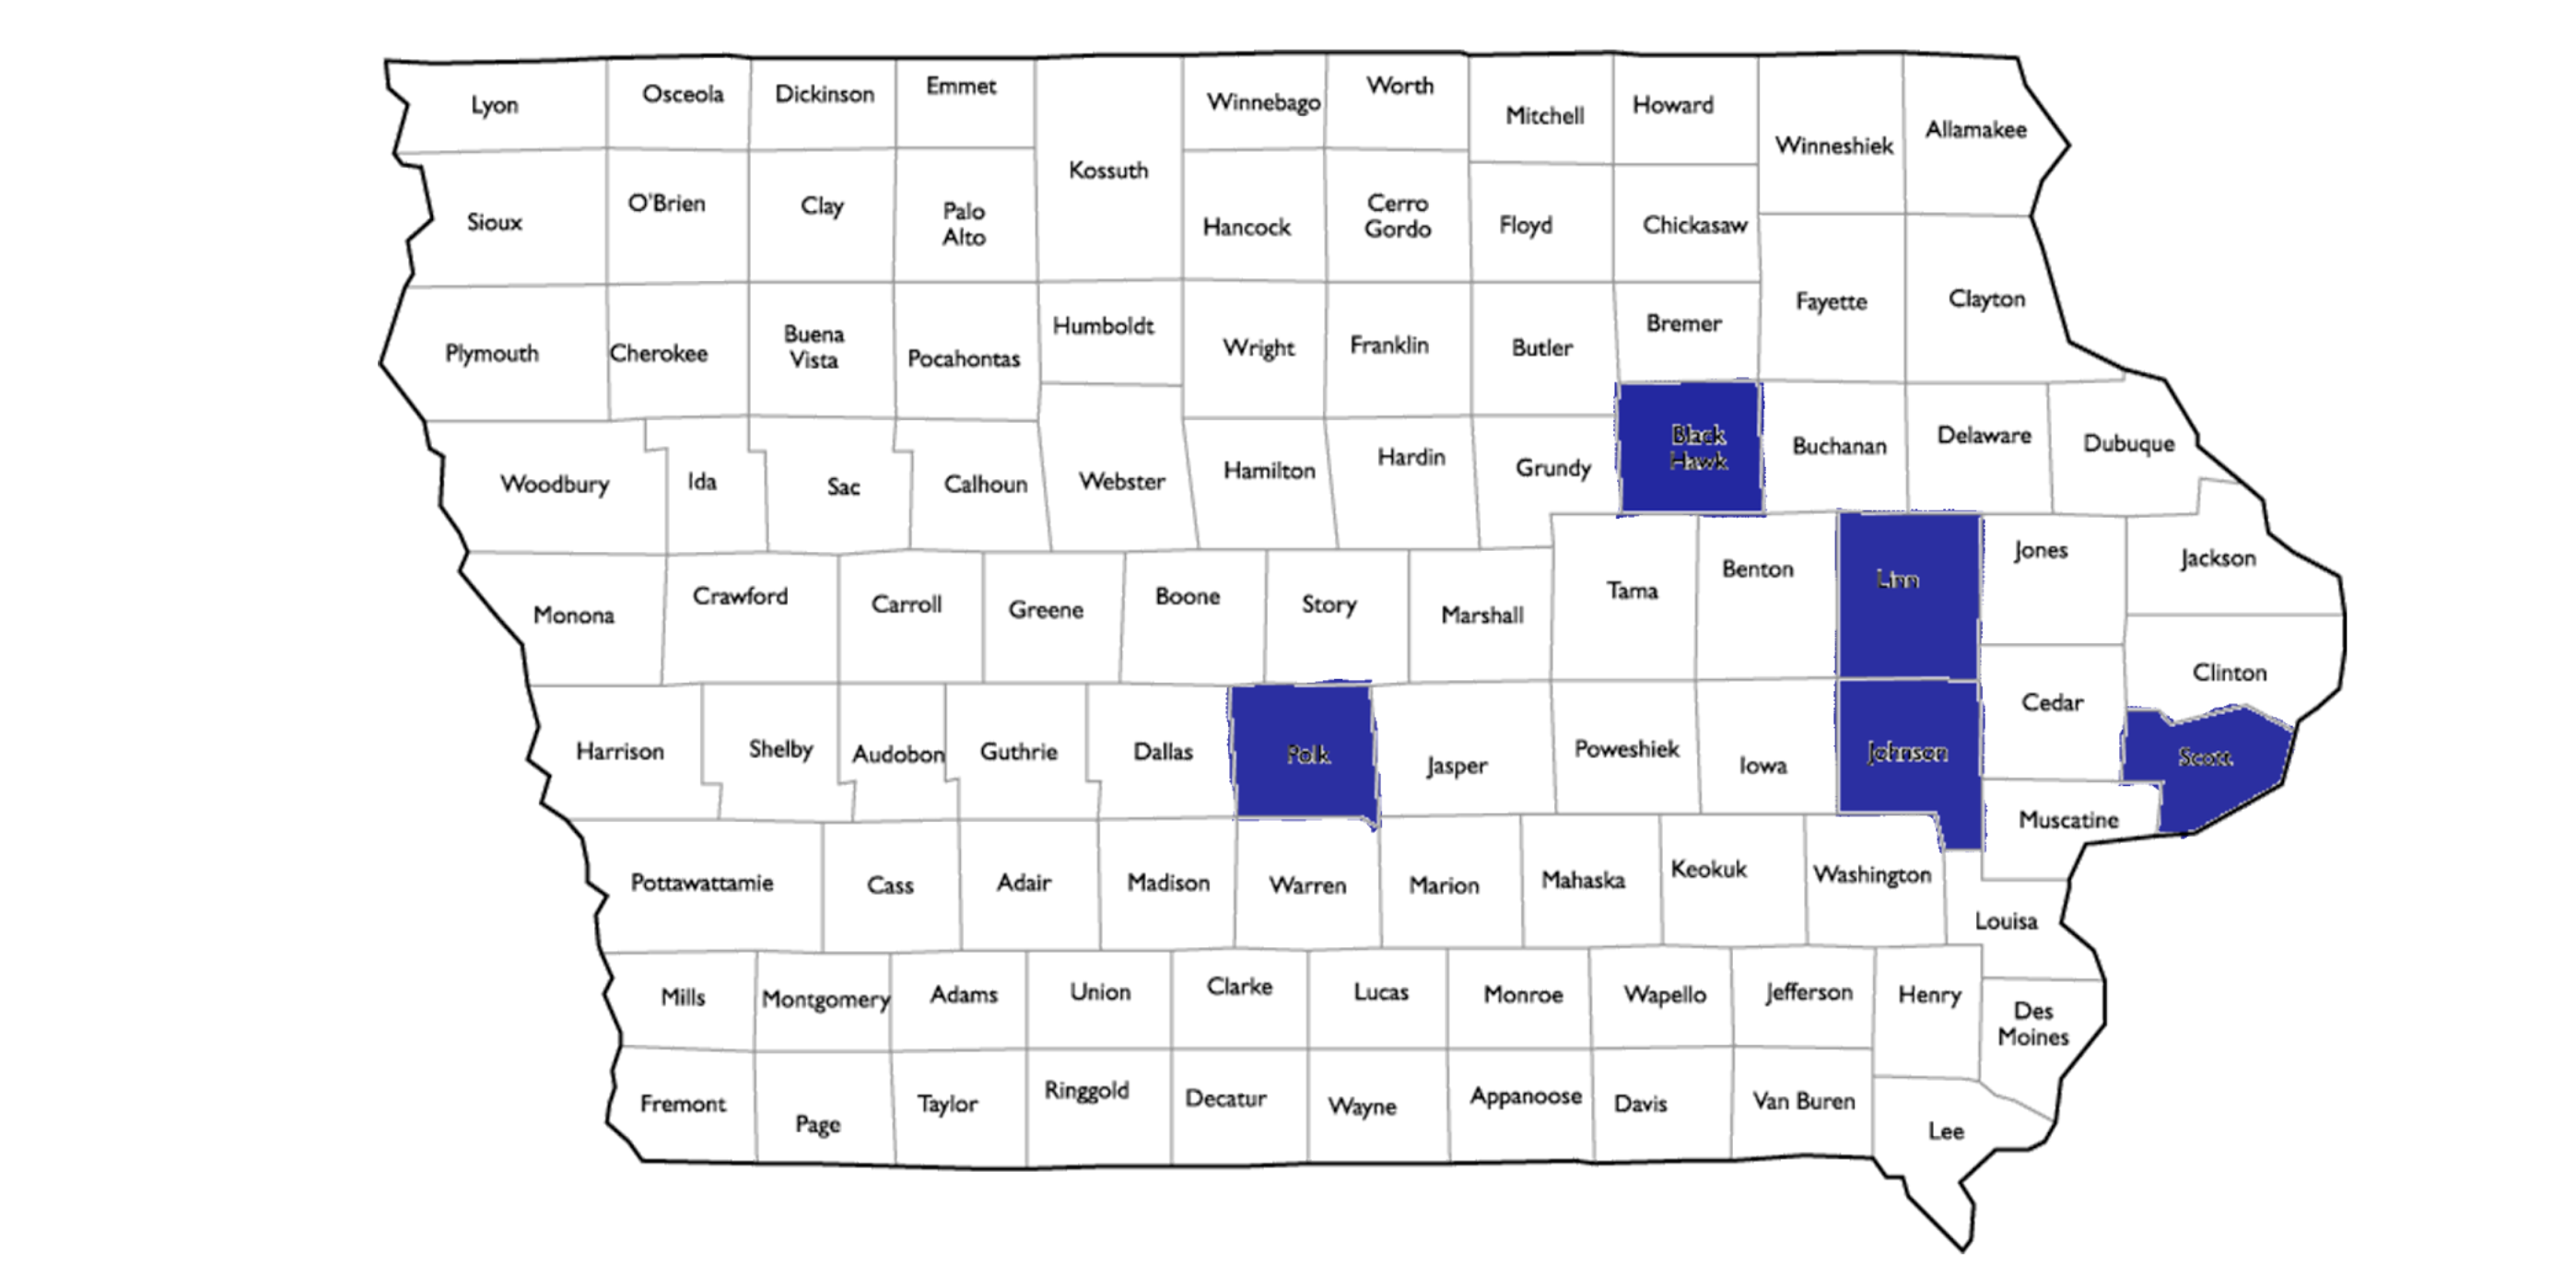 Lyon
Osceola
Dickinson
Emmet
Kossuth
Winnebago
Worth
Mitchell
Howard
Winneshiek
Allamakee
Sioux
O'Brien
Clay
Palo
Alto
Hancock
Cerro
Gordo
Floyd
Chickasaw
Fayette
Clayton
Plymouth
Cherokee
Buena
Vista
Pocahontas
Humboldt
Wright
Franklin
Butler
Bremer
Woodbury
Ida
Sac
Calhoun
Webster
Hamilton
Hardin
Grundy
Black
Hawk
Buchanan
Delaware
Dubuque
Monona
Crawford
Carroll
Greene
Boone
Story
Marshall
Tama
Benton
Linn
Jones
Jackson
Clinton
Harrison
Shelby
Audobon
Guthrie
Dallas
Polk
Jasper
Poweshiek
Iowa
Johnson
Cedar
Scott
Muscatine
Pottawattamie
Cass
Adair
Madison
Warren
Marion
Mahaska
Keokuk
Washington
Louisa
Mills
Montgomery
Adams
Union
Clarke
Lucas
Monroe
Wapello
Jefferson
Henry
Des
Moines
Fremont
Page
Taylor
Ringgold
Decatur
Wayne
Appanoose
Davis
Van Buren
Lee